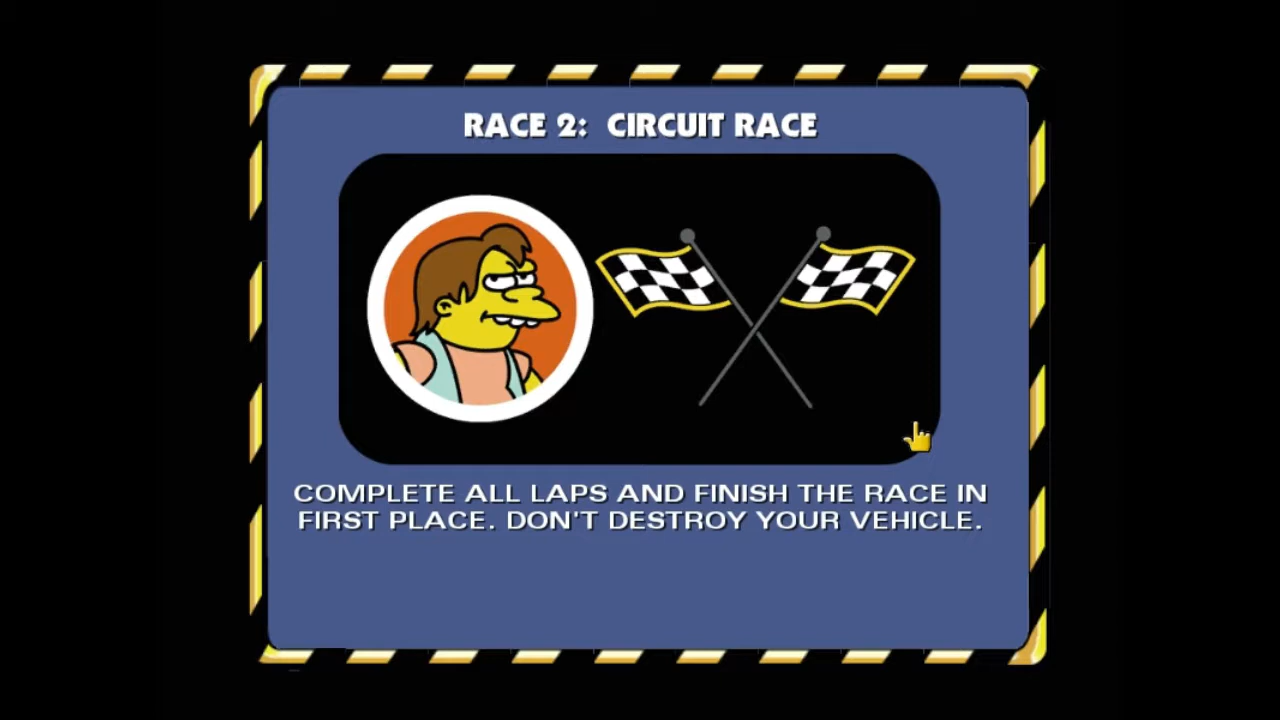 RACE 2: CIRCUIT RACE
COMPLETE ALL LAPS AND FINISH THE RACE IN
FIRST PLACE. DON'T DESTROY YOUR VEHICLE.